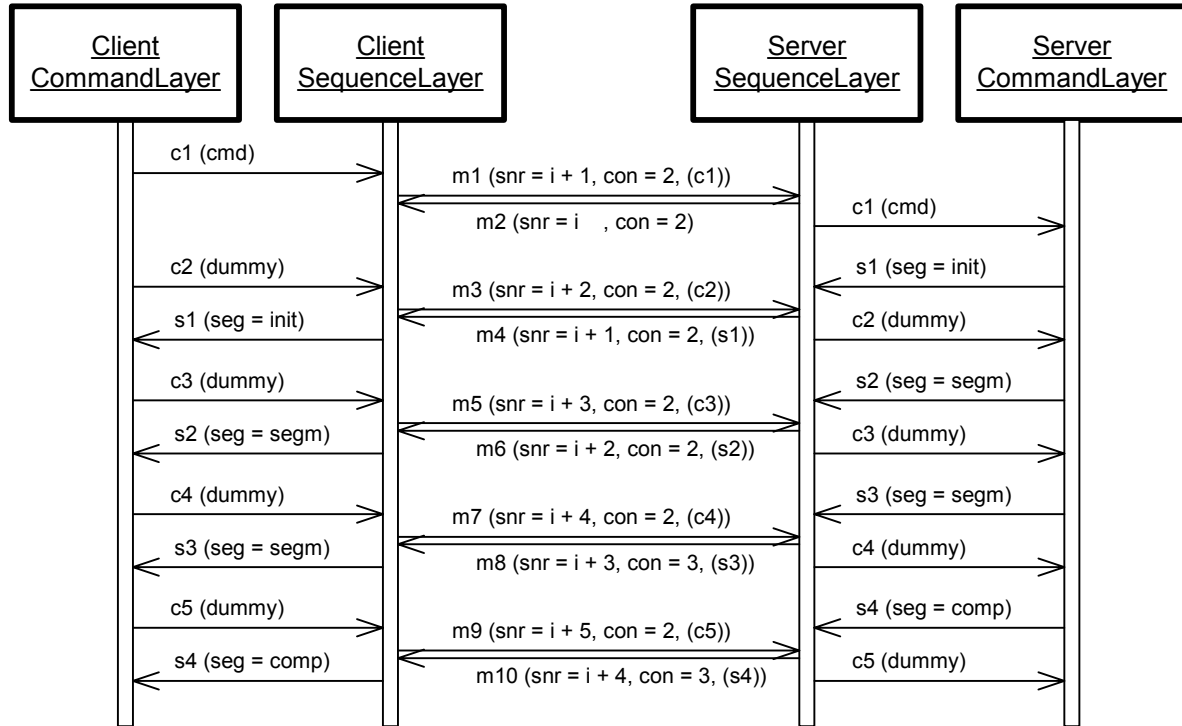 Client
CommandLayer
Client
SequenceLayer
Server
SequenceLayer
Server
CommandLayer
c1 (cmd)
m1 (snr = i + 1, con = 2, (c1))
m2 (snr = i    , con = 2)
c1 (cmd)
c2 (dummy)
s1 (seg = init)
m3 (snr = i + 2, con = 2, (c2))
s1 (seg = init)
m4 (snr = i + 1, con = 2, (s1))
c2 (dummy)
c3 (dummy)
s2 (seg = segm)
m5 (snr = i + 3, con = 2, (c3))
s2 (seg = segm)
m6 (snr = i + 2, con = 2, (s2))
c3 (dummy)
c4 (dummy)
s3 (seg = segm)
m7 (snr = i + 4, con = 2, (c4))
s3 (seg = segm)
m8 (snr = i + 3, con = 3, (s3))
c4 (dummy)
c5 (dummy)
s4 (seg = comp)
m9 (snr = i + 5, con = 2, (c5))
s4 (seg = comp)
m10 (snr = i + 4, con = 3, (s4))
c5 (dummy)